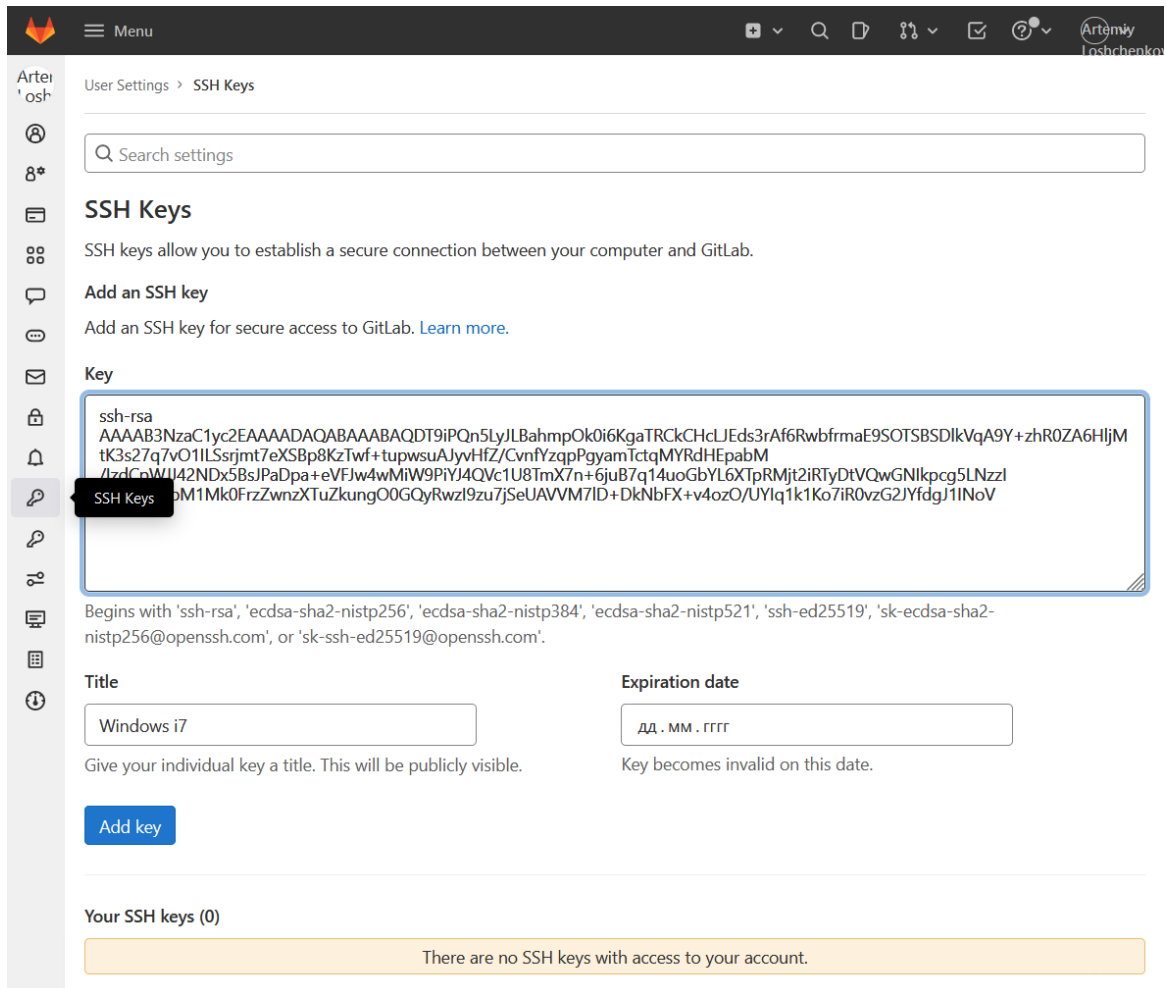 Menu
Artemiy
Loshchenkov
User Settings > SSH Keys
Search settings
SSH Keys
SSH keys allow you to establish a secure connection between your computer and GitLab.
Add an SSH key
Add an SSH key for secure access to GitLab. Learn more.
Key
ssh-rsa
AAAAB3NzaC1yc2EAAAADAQABAAABAQDT9iPQn5LyJLBahmpOk0i6KgaTRCkCHcLJEds3rAf6RwbfrmaE9SOTSBSDlkVqA9Y+zhR0ZA6HljM
tK3s27q7vO1ILSsrjmt7eXSBp8KzTwf+tupwsuAJyvHfZ/CvnfYzqpPgyamTctqMYRdHEpabM
/IzdCpWJJ42NDx5BsJPaDpa+eVFJw4wMiW9PiYJ4QVc1U8TmX7n+6juB7q14uoGbYL6XTpRMjt2iRTyDtVQwGNIkpcg5LNzzI
SSH Keys
Begins with 'ssh-rsa', 'ecdsa-sha2-nistp256', 'ecdsa-sha2-nistp384', 'ecdsa-sha2-nistp521', 'ssh-ed25519', 'sk-ecdsa-sha2-
nistp256@openssh.com', or 'sk-ssh-ed25519@openssh.com'.
Title
Expiration date
Windows i7
дд.мм.гггг
Give your individual key a title. This will be publicly visible.
Key becomes invalid on this date.
Add key
Your SSH keys (0)
There are no SSH keys with access to your account.